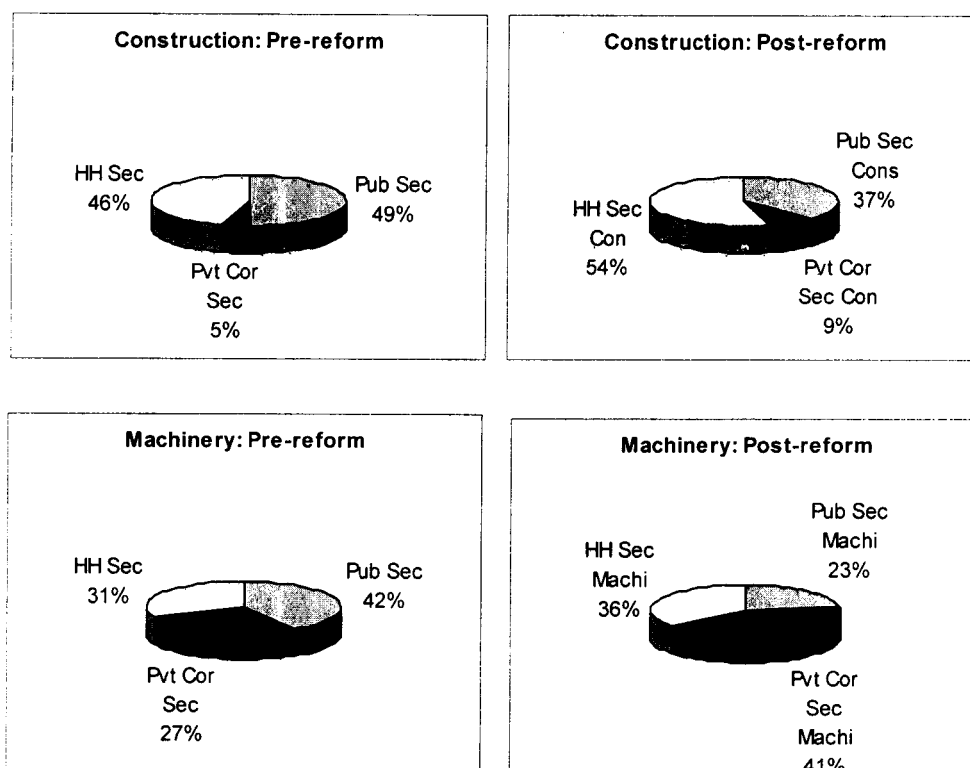 Construction: Pre-reform
HH Sec
46%
Pub Sec
49%
Pvt Cor
Sec
5%
Construction: Post-reform
Pub Sec
Cons
37%
HH Sec
Con
54%
Pvt Cor
Sec Con
9%
Machinery: Pre-reform
HH Sec
31%
Pub Sec
42%
Pvt Cor
Sec
27%
Machinery: Post-reform
Pub Sec
Machi
23%
HH Sec
Machi
36%
Pvt Cor
Sec
Machi
41%